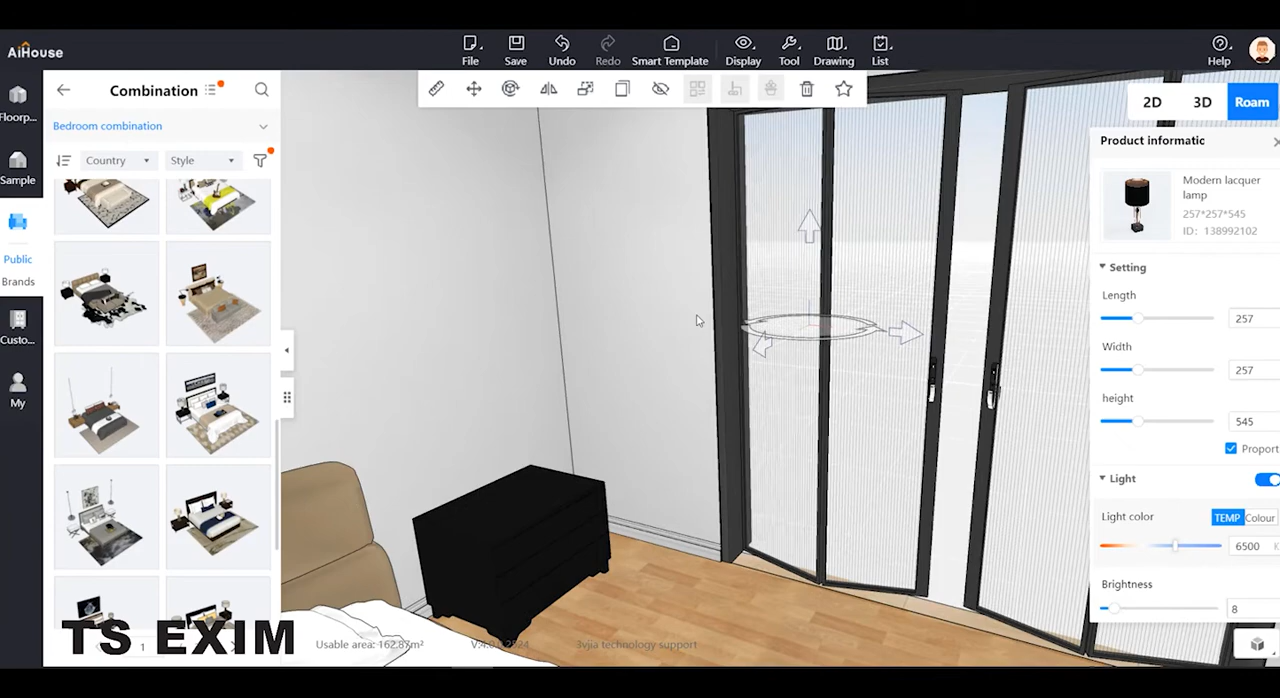 AiHouse
File
Save
Undo
Redo
Smart Template
Display
Tool
Drawing
List
Help
Floorp...
Sample
Public
Brands
Custo...
My
Combination
Bedroom combination
Country
Style
2D
3D
Roam
Product informatic
Modern lacquer
lamp
257*257*545
ID: 138992102
Setting
Length
257
Width
257
height
545
Proport
Light
Light color
TEMP
Colour
6500
K
Brightness
8
TS EXIM
1
Usable area: 162.87m²
3vjia technology support